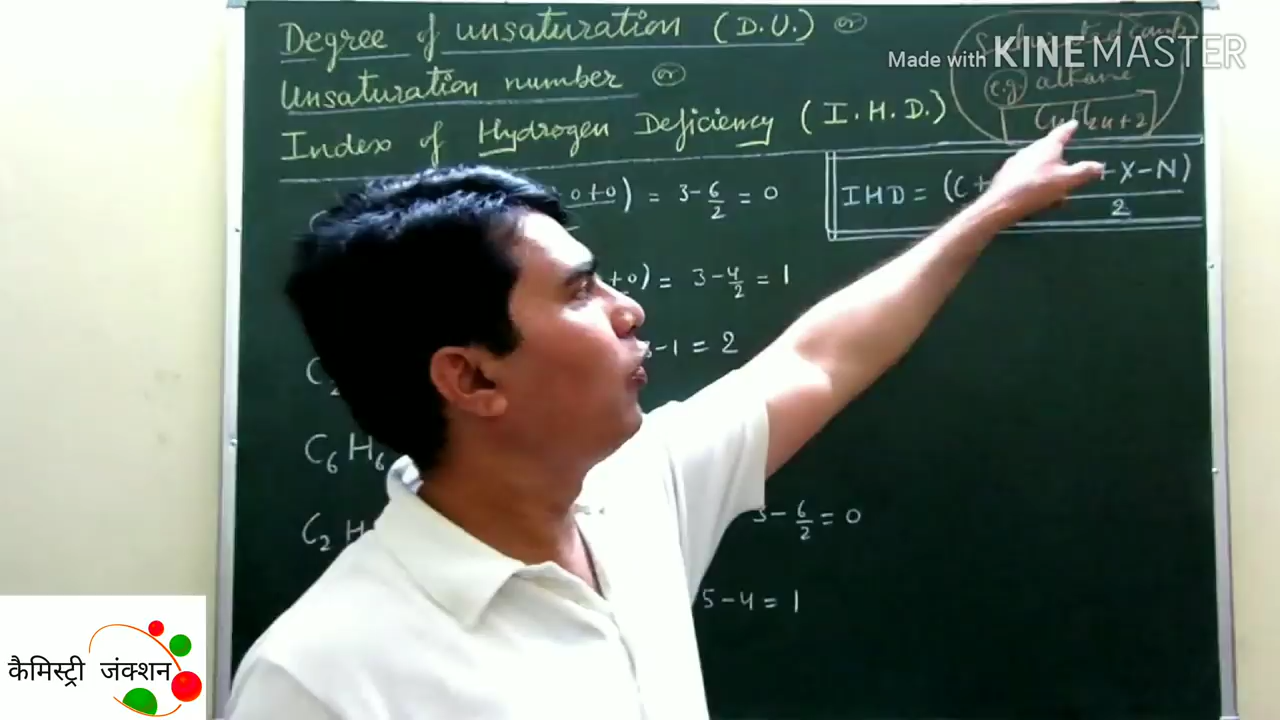 Degree of unsaturation (D.U.) or
Unsaturation number or
Index of Hydrogen Deficiency (I.H.D.)
Made with KINEMASTER
e.g. alkane
2n+2
IHD = (C+ +X-N)
2
+0+0) = 3-6/2 = 0
+0) = 3-4/2 = 1
-1 = 2
C6H6
C2H
3-6/2 = 0
5-4 = 1
कैमिस्ट्री जंक्शन